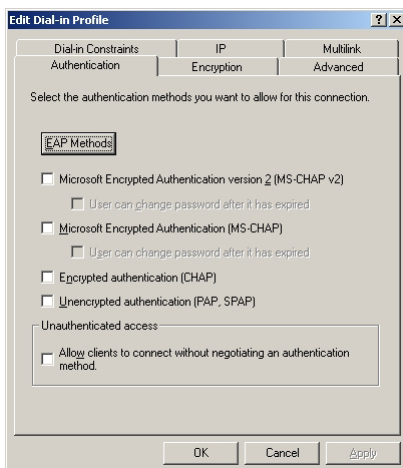 Edit Dial-in Profile
Dial-in Constraints IP Multilink
Authentication Encryption Advanced
Select the authentication methods you want to allow for this connection.
EAP Methods
Microsoft Encrypted Authentication version 2 (MS-CHAP v2)
User can change password after it has expired
Microsoft Encrypted Authentication (MS-CHAP)
User can change password after it has expired
Encrypted authentication (CHAP)
Unencrypted authentication (PAP, SPAP)
Unauthenticated access
Allow clients to connect without negotiating an authentication
method.
OK Cancel Apply